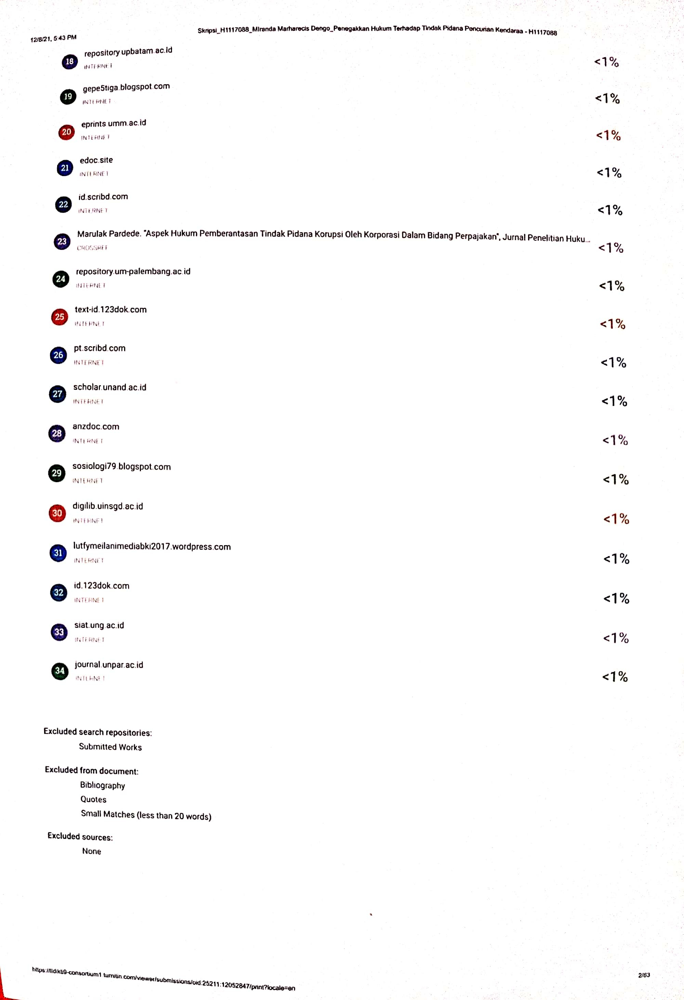 12/8/21, 5:43 PM
Skripsi_H1117088_MIranda Marharecis Dengo_Penegakkan Hukum Terhadap Tindak Pidana Pencurian Kendaraa - H1117088
18 repository.upbatam.ac.id <1%
INTERNET
19 gepe5tiga.blogspot.com <1%
INTERNET
20 eprints.umm.ac.id <1%
INTERNET
21 edoc.site <1%
INTERNET
22 id.scribd.com <1%
INTERNET
23 Marulak Pardede. "Aspek Hukum Pemberantasan Tindak Pidana Korupsi Oleh Korporasi Dalam Bidang Perpajakan", Jurnal Penelitian Huku... <1%
CROSSREF
24 repository.um-palembang.ac.id <1%
INTERNET
25 text-id.123dok.com <1%
INTERNET
26 pt.scribd.com <1%
INTERNET
27 scholar.unand.ac.id <1%
INTERNET
28 anzdoc.com <1%
INTERNET
29 sosiologi79.blogspot.com <1%
INTERNET
30 digilib.uinsgd.ac.id <1%
INTERNET
31 lutfymeilanimediabki2017.wordpress.com <1%
INTERNET
32 id.123dok.com <1%
INTERNET
33 siat.ung.ac.id <1%
INTERNET
34 journal.unpar.ac.id <1%
INTERNET
Excluded search repositories:
Submitted Works
Excluded from document:
Bibliography
Quotes
Small Matches (less than 20 words)
Excluded sources:
None
https://lldikti9-consortium1.turnitin.com/viewer/submissions/oid:25211:12052847/print?locale=en
2/63